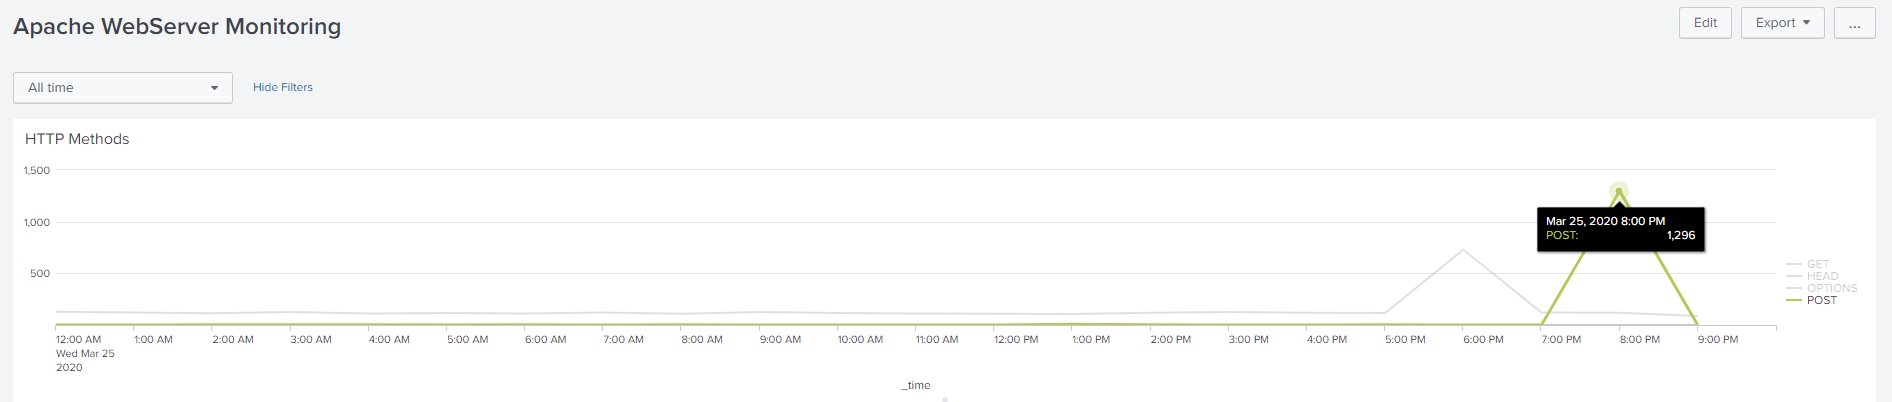 Apache WebServer Monitoring
Edit
Export
...
All time
Hide Filters
HTTP Methods
1,500
1,000
500
Mar 25, 2020 8:00 PM
POST: 1,296
GET
HEAD
OPTIONS
POST
12:00 AM 1:00 AM 2:00 AM 3:00 AM 4:00 AM 5:00 AM 6:00 AM 7:00 AM 8:00 AM 9:00 AM 10:00 AM 11:00 AM 12:00 PM 1:00 PM 2:00 PM 3:00 PM 4:00 PM 5:00 PM 6:00 PM 7:00 PM 8:00 PM 9:00 PM
Wed Mar 25
2020
_time